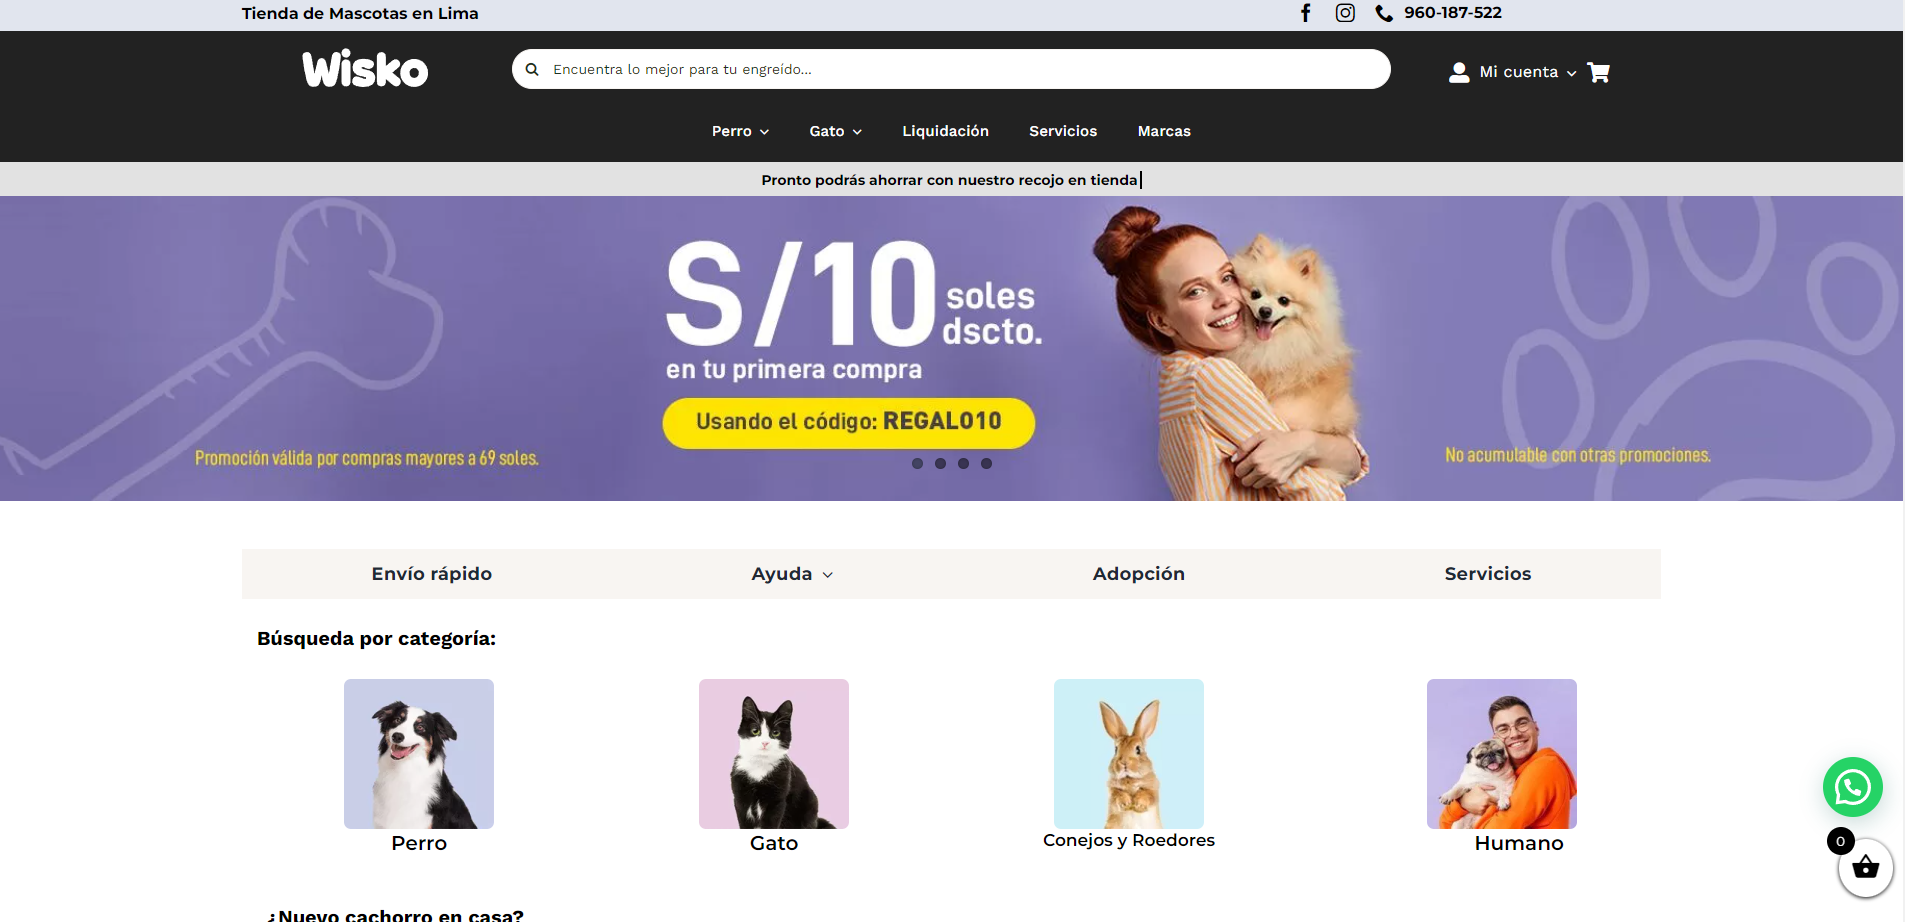 Tienda de Mascotas en Lima
960-187-522
Wisko
Encuentra lo mejor para tu engreído...
Mi cuenta
Perro
Gato
Liquidación
Servicios
Marcas
Pronto podrás ahorrar con nuestro recojo en tienda
S/10 soles
dscto.
en tu primera compra
Usando el código: REGALO10
Promoción válida por compras mayores a 69 soles.
No acumulable con otras promociones.
Envío rápido
Ayuda
Adopción
Servicios
Búsqueda por categoría:
Perro
Gato
Conejos y Roedores
Humano
0
¿Nuevo cachorro en casa?